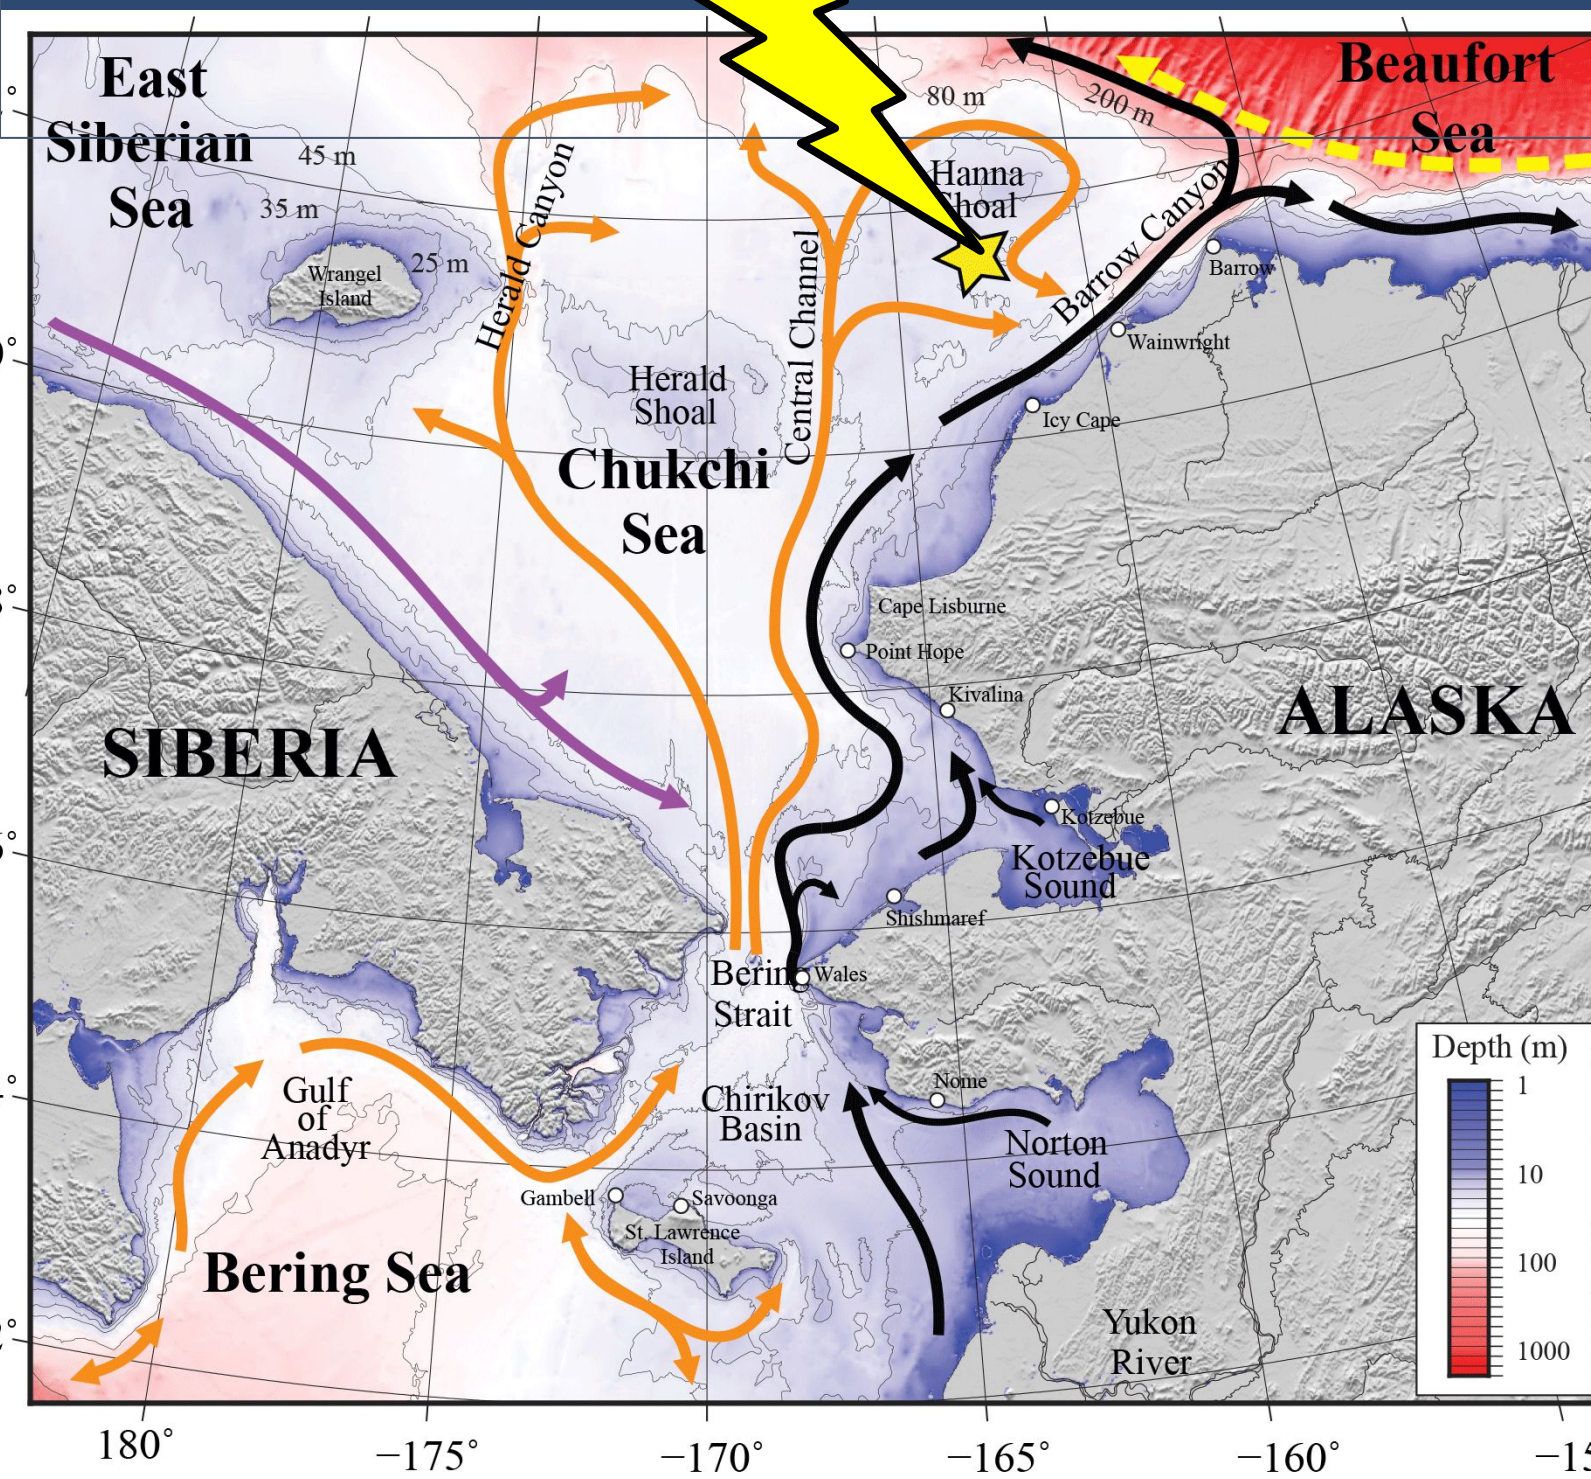 East
Siberian
Sea
Beaufort
Sea
80 m
200 m
45 m
35 m
25 m
Hanna
Shoal
Wrangel
Island
Herald Canyon
Central Channel
Barrow Canyon
Barrow
Wainwright
Icy Cape
Herald
Shoal
Chukchi
Sea
Cape Lisburne
Point Hope
Kivalina
SIBERIA
ALASKA
Kotzebue
Kotzebue
Sound
Shishmaref
Bering
Strait
Wales
Gulf
of
Anadyr
Chirikov
Basin
Nome
Norton
Sound
Gambell
Savoonga
St. Lawrence
Island
Bering Sea
Yukon
River
Depth (m)
1
10
100
1000
180°
−175°
−170°
−165°
−160°